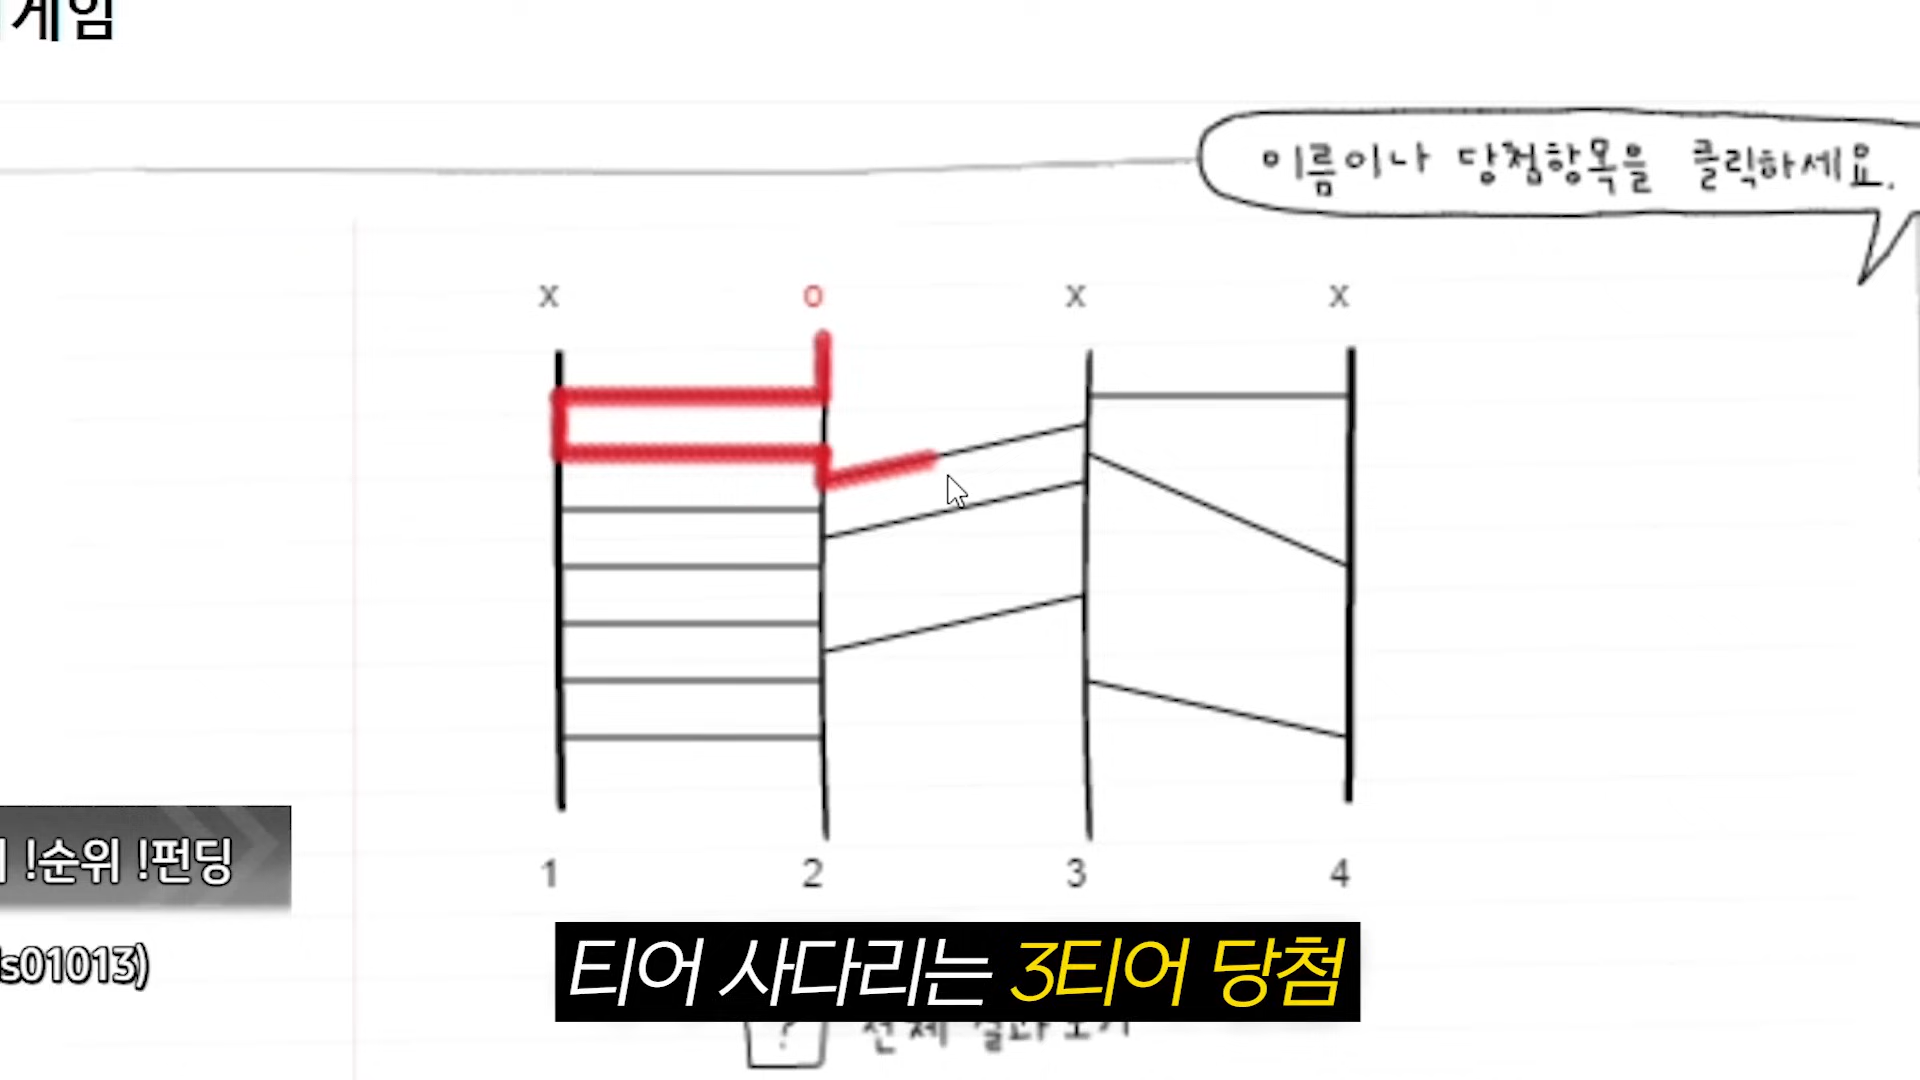 게임
이름이나 당첨항목을 클릭하세요.
x o x x
!순위 !펀딩
1 2 3 4
s01013)
티어 사다리는 3티어 당첨
?